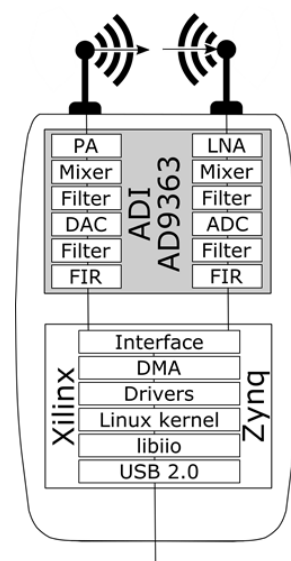 PA
Mixer
Filter
DAC
Filter
FIR
ADI
AD9363
LNA
Mixer
Filter
ADC
Filter
FIR
Xilinx
Interface
DMA
Drivers
Linux kernel
libiio
USB 2.0
Zynq